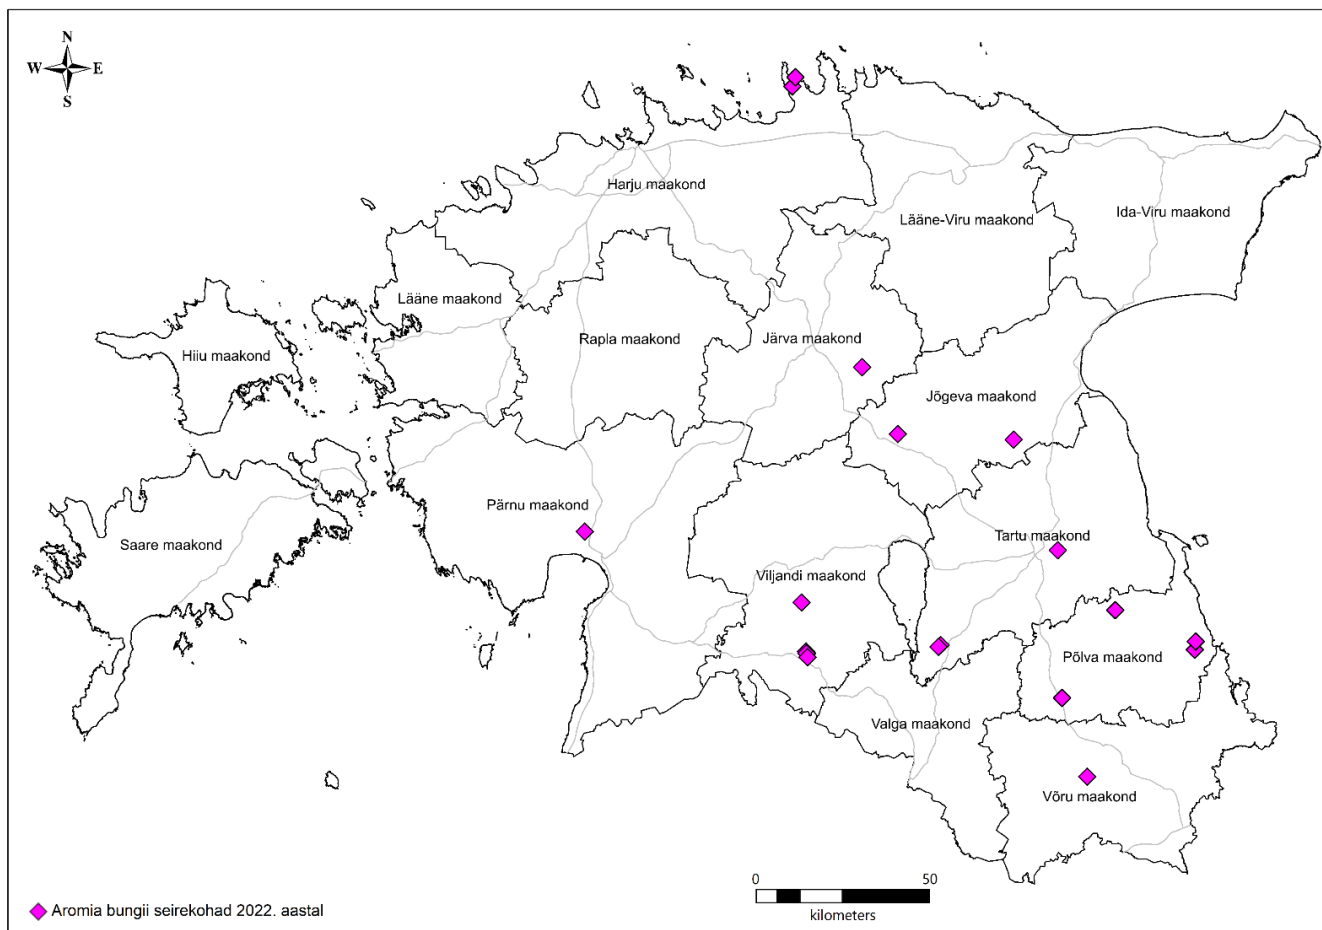 N
W E
S
Harju maakond
Lääne-Viru maakond
Ida-Viru maakond
Lääne maakond
Hiiu maakond
Rapla maakond
Järva maakond
Jõgeva maakond
Pärnu maakond
Saare maakond
Tartu maakond
Viljandi maakond
Põlva maakond
Valga maakond
Võru maakond
0 50
kilometers
Aromia bungii seirekohad 2022. aastal